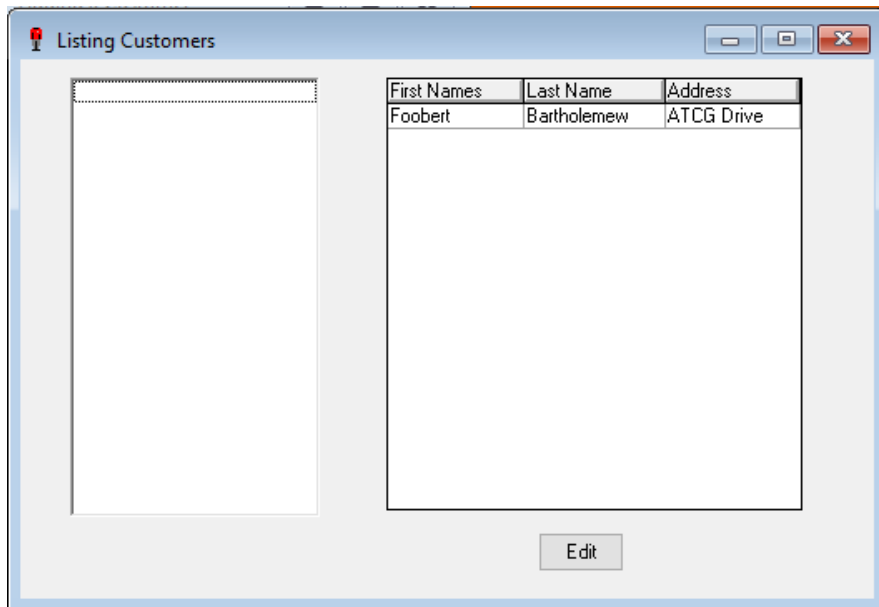 Listing Customers
First Names Last Name Address
Foobert Bartholemew ATCG Drive
Edit